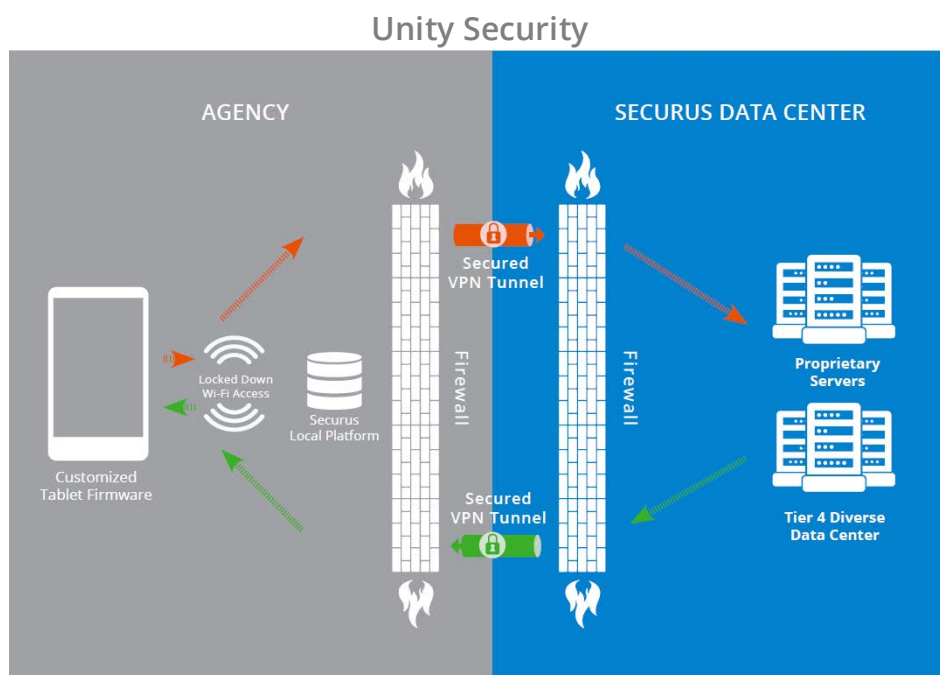 Unity Security
AGENCY
SECURUS DATA CENTER
Secured
VPN Tunnel
Locked Down
Wi-Fi Access
Securus
Local Platform
Firewall
Firewall
Proprietary
Servers
Customized
Tablet Firmware
Secured
VPN Tunnel
Tier 4 Diverse
Data Center